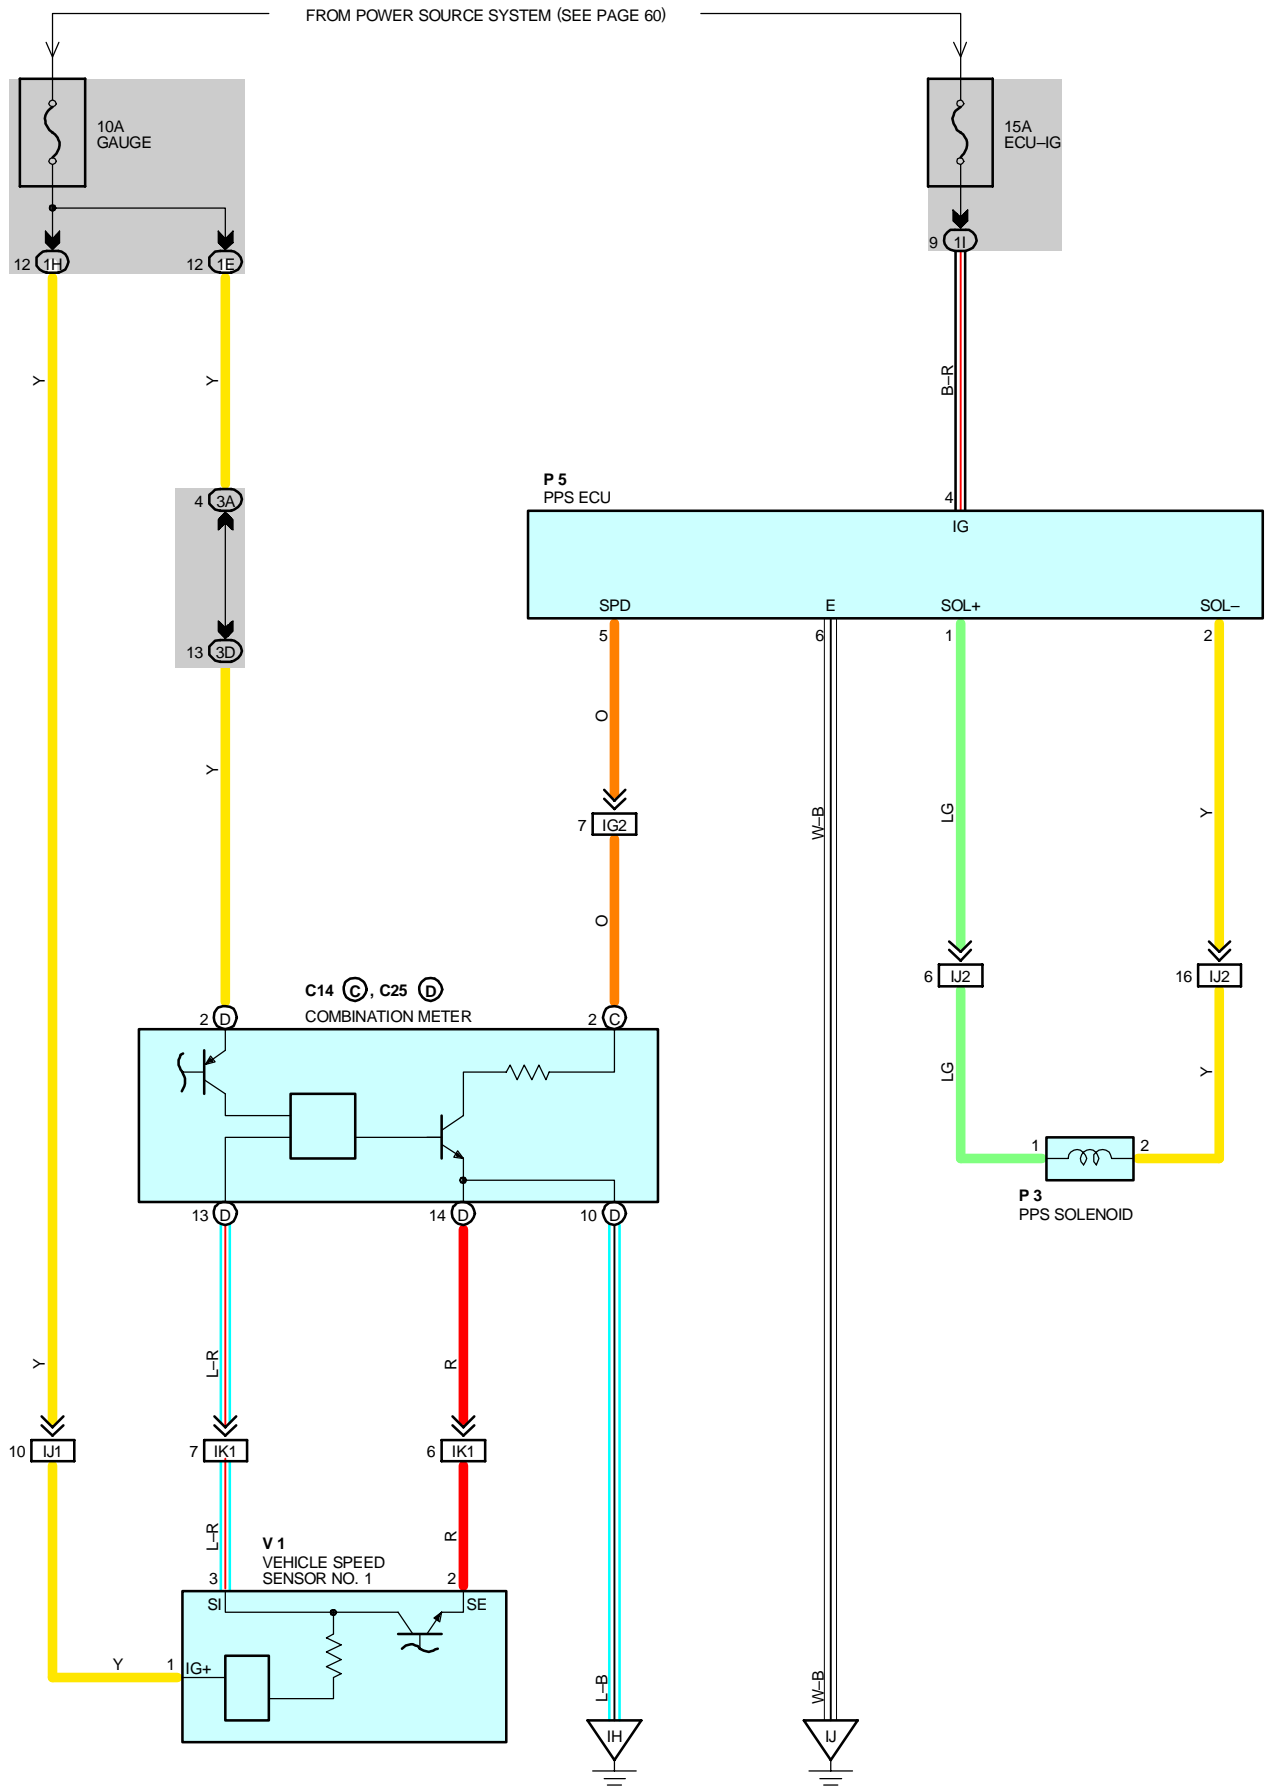 FROM POWER SOURCE SYSTEM (SEE PAGE 60)
10A
GAUGE
15A
ECU–IG
12 1H
12 1E
9 1I
Y
Y
B–R
4 3A
P 5
PPS ECU
4
IG
SPD
E
SOL+
SOL–
5
6
1
2
13 3D
O
Y
W–B
LG
Y
7 IG2
O
6 IJ2
16 IJ2
C14 C , C25 D
COMBINATION METER
2 D
2 C
LG
Y
1
2
P 3
PPS SOLENOID
13 D
14 D
10 D
Y
L–R
R
10 IJ1
7 IK1
6 IK1
L–R
R
V 1
VEHICLE SPEED
SENSOR NO. 1
3
2
SI
SE
Y
1
IG+
L–B
W–B
IH
IJ